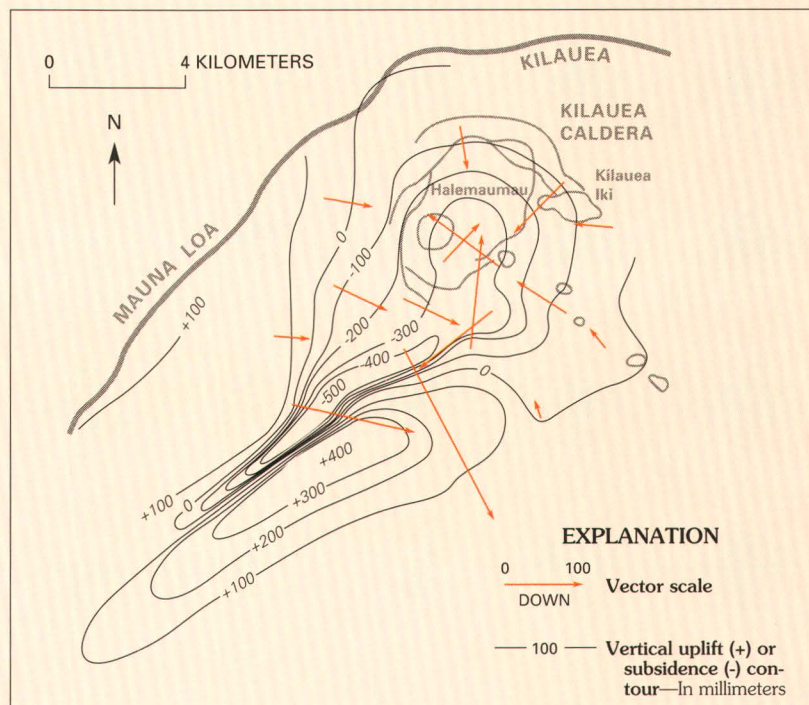 0 4 KILOMETERS
KILAUEA
N
KILAUEA
CALDERA
Halemaumau
Kilauea
Iki
MAUNA LOA
0
-100
+100
-200
-300
-400
-500
0
+400
+100
0
+300
+200
+100
EXPLANATION
0 100
DOWN
Vector scale
100
Vertical uplift (+) or
subsidence (-) con-
tour—In millimeters